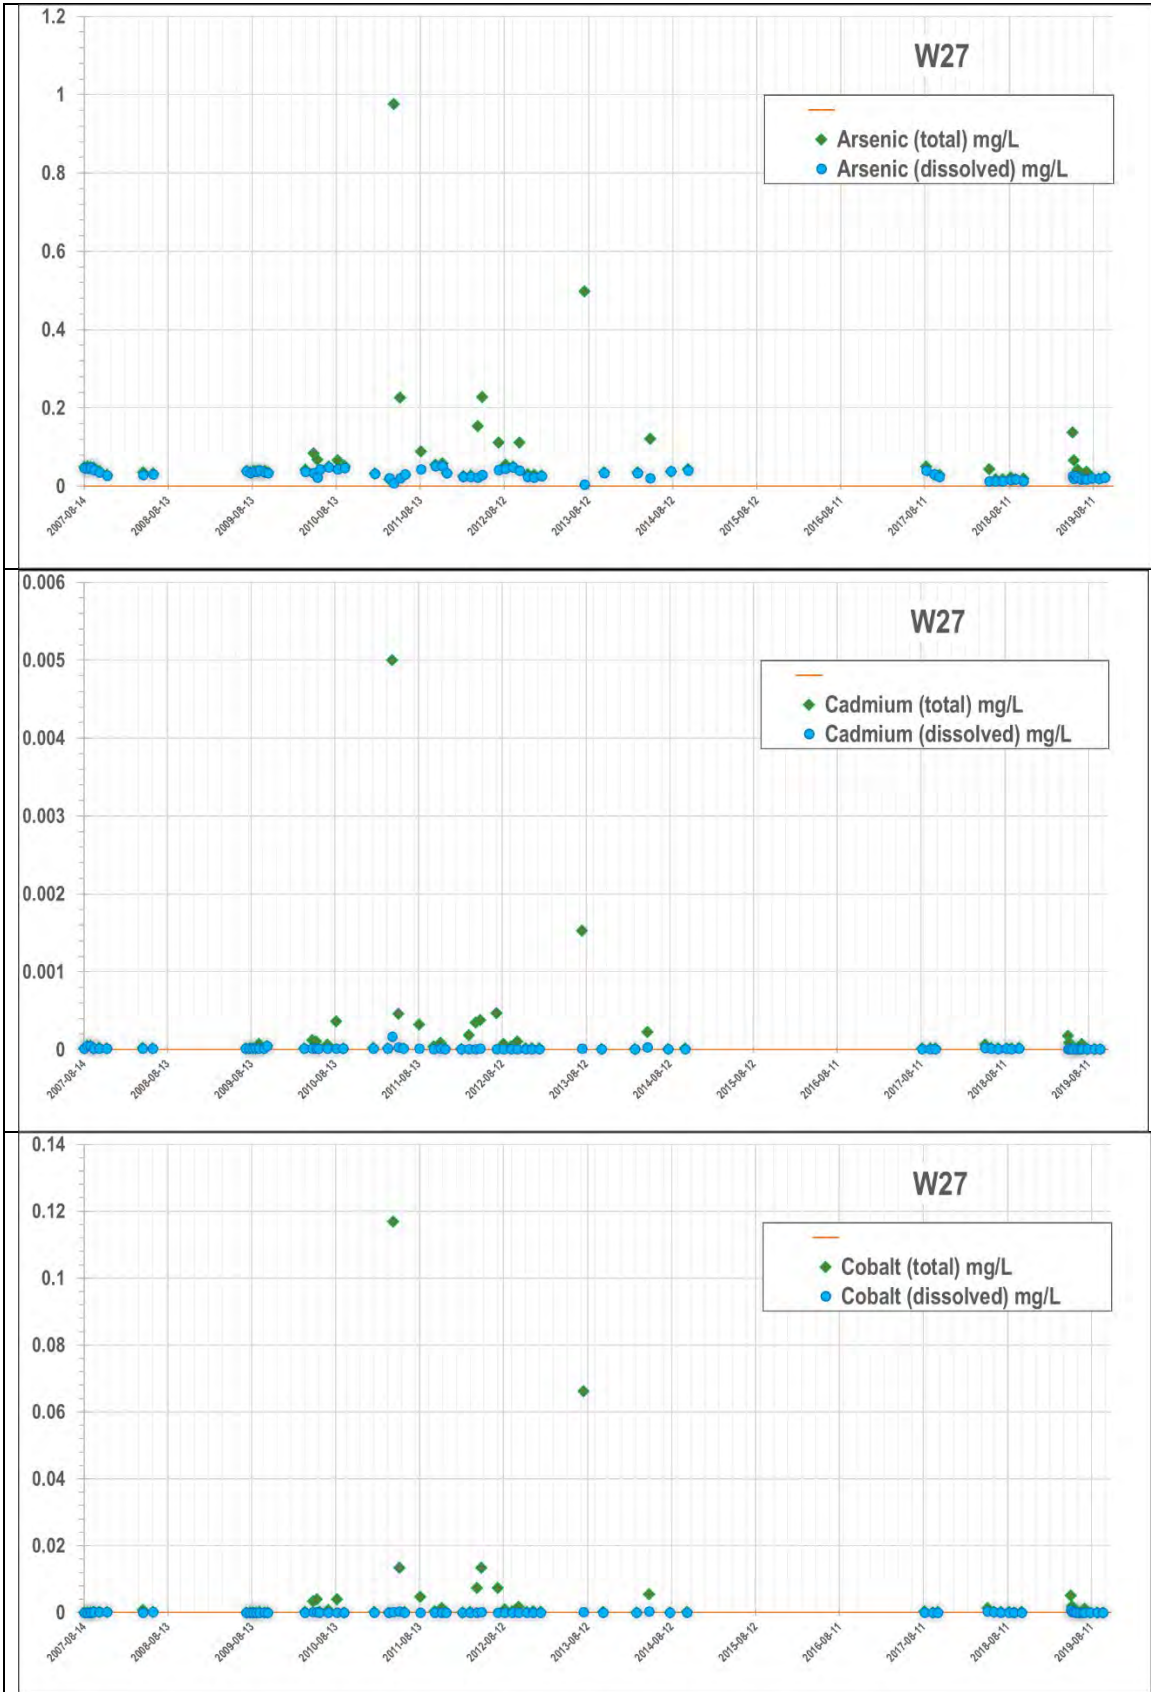 1.2
W27
1
Arsenic (total) mg/L
Arsenic (dissolved) mg/L
0.8
0.6
0.4
0.2
0
2007-08-14 2008-08-13 2009-08-13 2010-08-13 2011-08-13 2012-08-12 2013-08-12 2014-08-12 2015-08-12 2016-08-11 2017-08-11 2018-08-11 2019-08-11
0.006
W27
0.005
Cadmium (total) mg/L
Cadmium (dissolved) mg/L
0.004
0.003
0.002
0.001
0
2007-08-14 2008-08-13 2009-08-13 2010-08-13 2011-08-13 2012-08-12 2013-08-12 2014-08-12 2015-08-12 2016-08-11 2017-08-11 2018-08-11 2019-08-11
0.14
W27
0.12
Cobalt (total) mg/L
Cobalt (dissolved) mg/L
0.1
0.08
0.06
0.04
0.02
0
2007-08-14 2008-08-13 2009-08-13 2010-08-13 2011-08-13 2012-08-12 2013-08-12 2014-08-12 2015-08-12 2016-08-11 2017-08-11 2018-08-11 2019-08-11